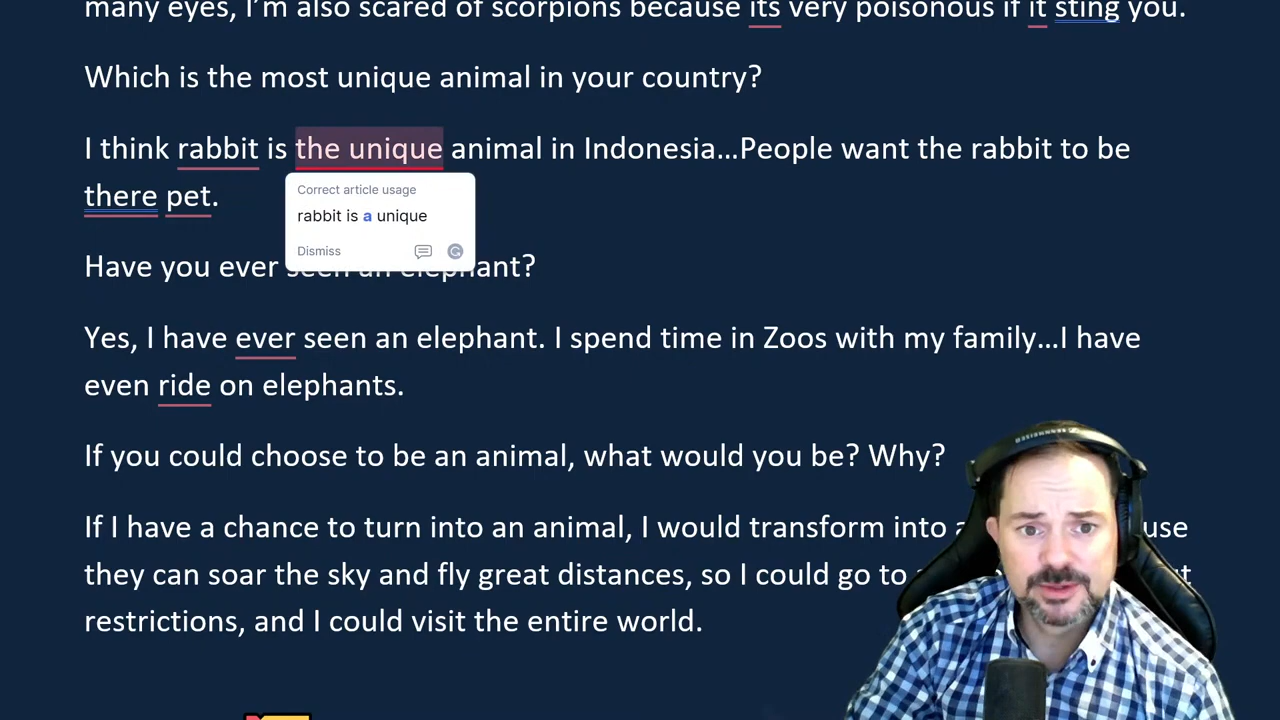 many eyes, I’m also scared of scorpions because its very poisonous if it sting you.
Which is the most unique animal in your country?
I think rabbit is the unique animal in Indonesia…People want the rabbit to be
there pet.
Correct article usage
rabbit is a unique
Dismiss
Have you ever seen an elephant?
Yes, I have ever seen an elephant. I spend time in Zoos with my family…I have
even ride on elephants.
If you could choose to be an animal, what would you be? Why?
If I have a chance to turn into an animal, I would transform into
they can soar the sky and fly great distances, so I could go to
restrictions, and I could visit the entire world.